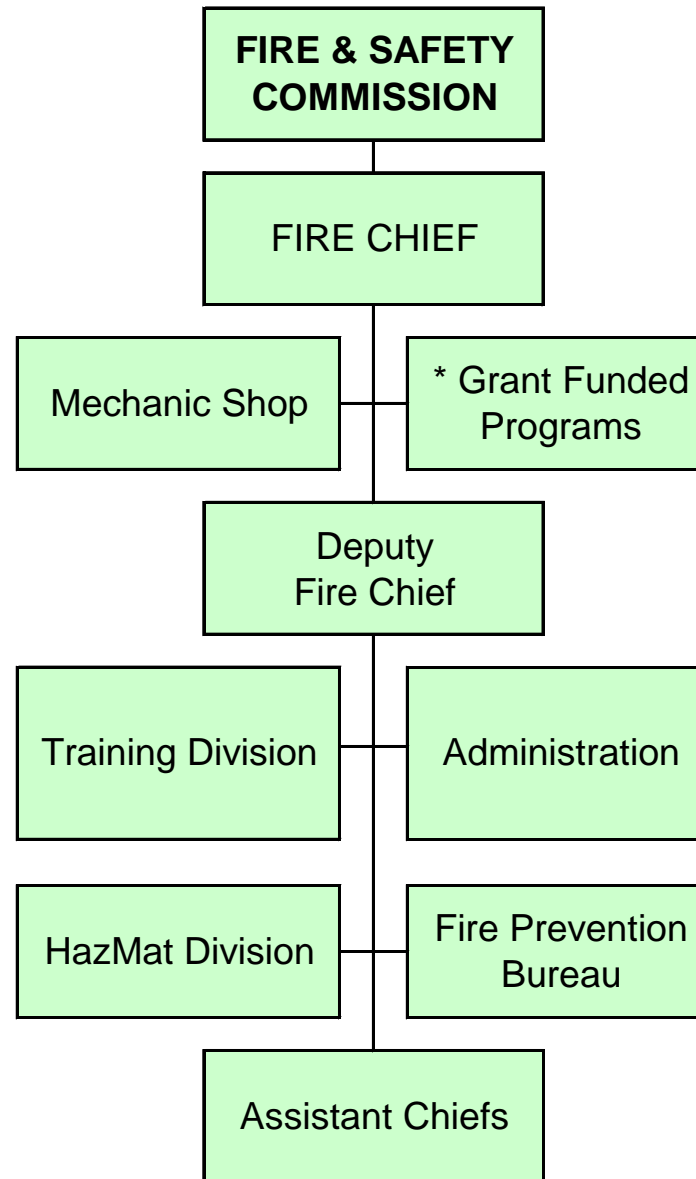 FIRE & SAFETY
COMMISSION
FIRE CHIEF
Mechanic Shop
* Grant Funded
Programs
Deputy
Fire Chief
Training Division
Administration
HazMat Division
Fire Prevention
Bureau
Assistant Chiefs